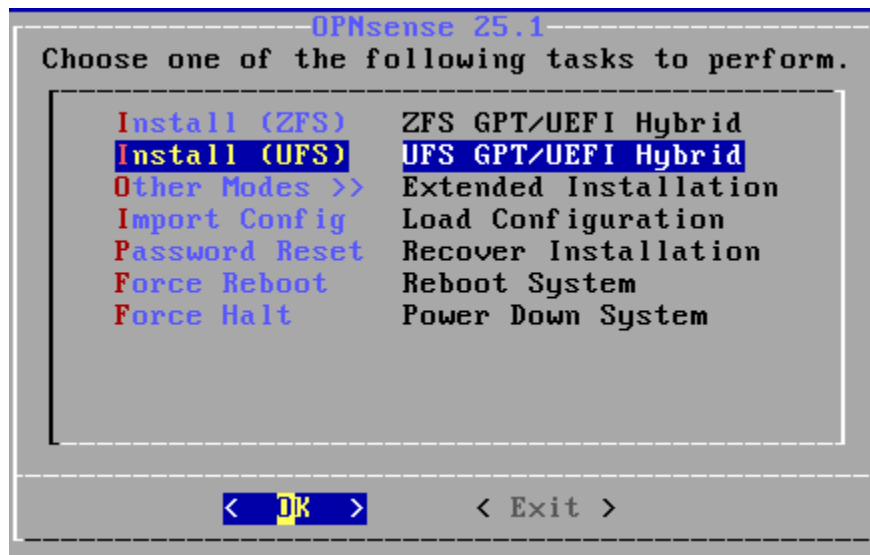 OPNsense 25.1
Choose one of the following tasks to perform.
Install (ZFS) ZFS GPT/UEFI Hybrid
Install (UFS) UFS GPT/UEFI Hybrid
Other Modes >> Extended Installation
Import Config Load Configuration
Password Reset Recover Installation
Force Reboot Reboot System
Force Halt Power Down System
< OK > < Exit >